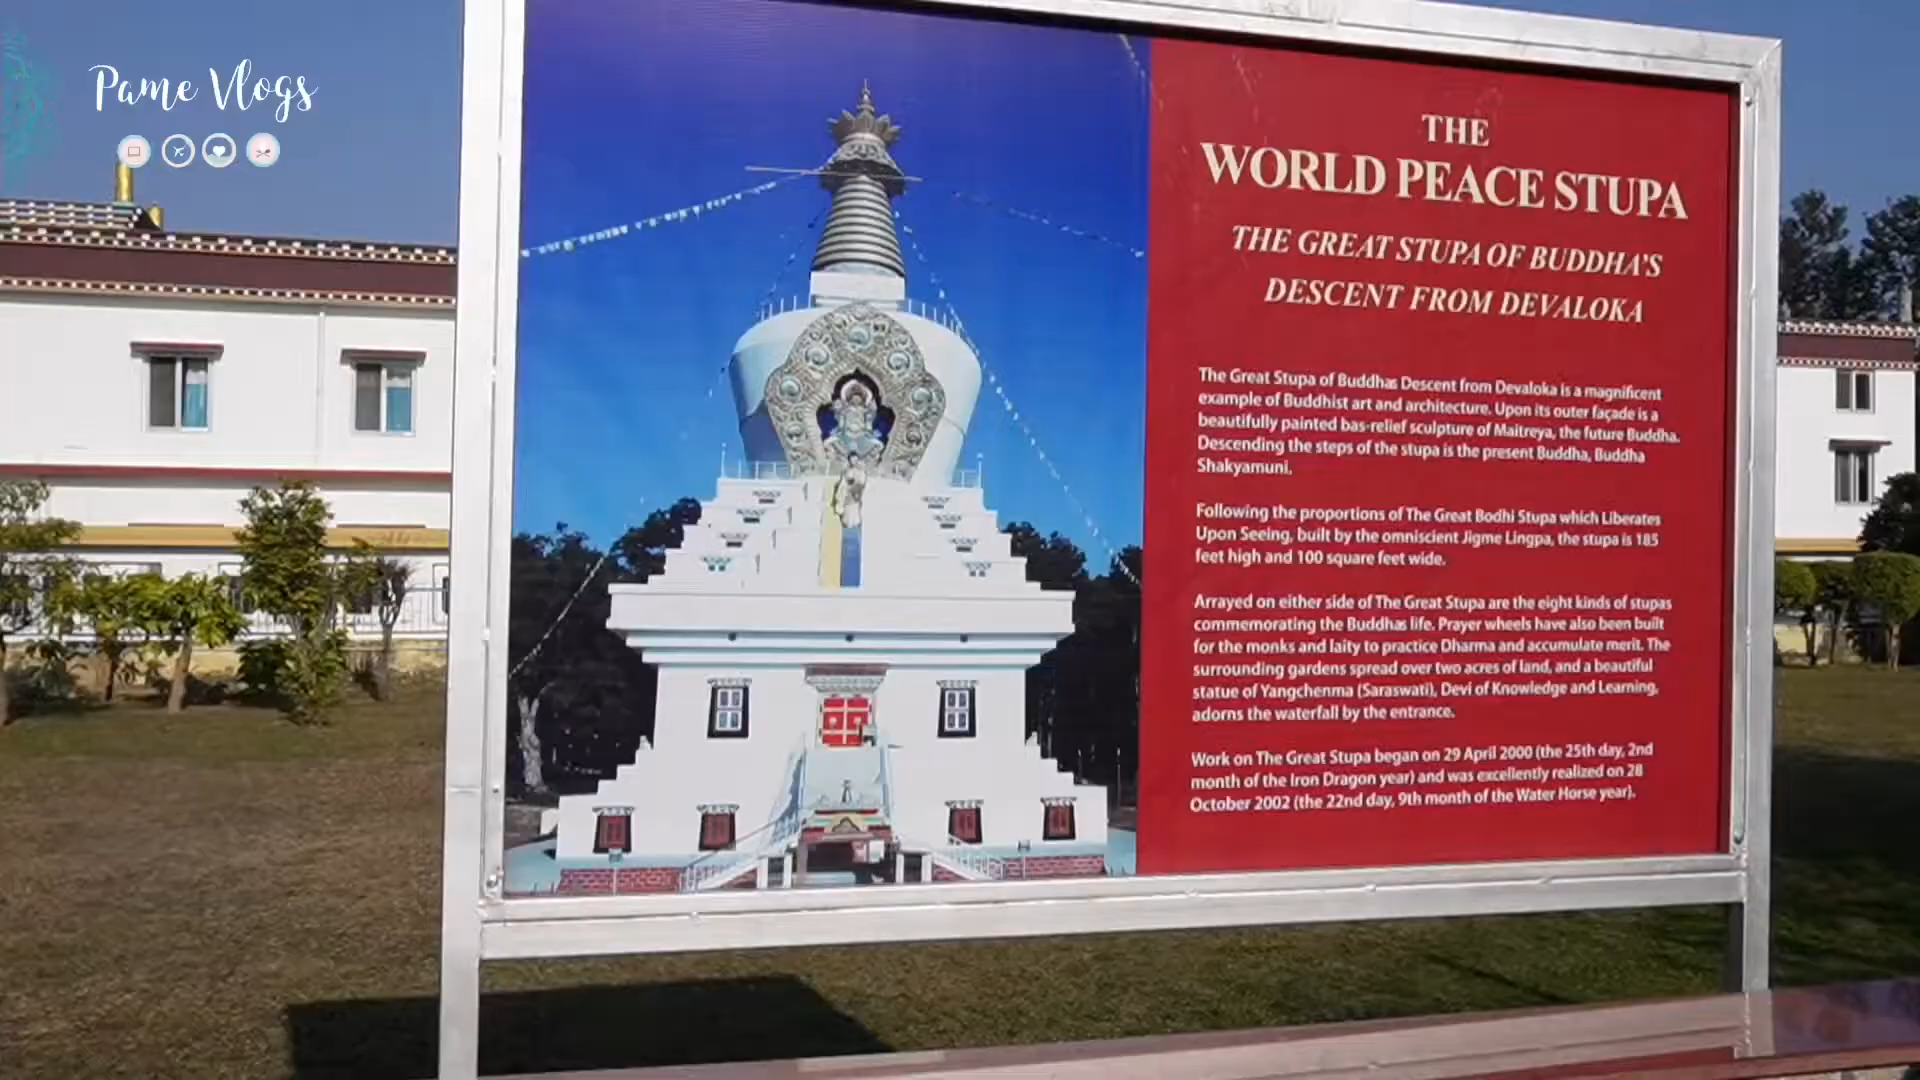 Pame Vlogs
THE
WORLD PEACE STUPA
THE GREAT STUPA OF BUDDHA'S
DESCENT FROM DEVALOKA
The Great Stupa of Buddhas Descent from Devaloka is a magnificent
example of Buddhist art and architecture. Upon its outer façade is a
beautifully painted bas-relief sculpture of Maitreya, the future Buddha.
Descending the steps of the stupa is the present Buddha, Buddha
Shakyamuni.
Following the proportions of The Great Bodhi Stupa which Liberates
Upon Seeing, built by the omniscient Jigme Lingpa, the stupa is 185
feet high and 100 square feet wide.
Arrayed on either side of The Great Stupa are the eight kinds of stupas
commemorating the Buddhas life. Prayer wheels have also been built
for the monks and laity to practice Dharma and accumulate merit. The
surrounding gardens spread over two acres of land, and a beautiful
statue of Yangchenma (Saraswati), Devi of Knowledge and Learning,
adorns the waterfall by the entrance.
Work on The Great Stupa began on 29 April 2000 (the 25th day, 2nd
month of the Iron Dragon year) and was excellently realized on 28
October 2002 (the 22nd day, 9th month of the Water Horse year).